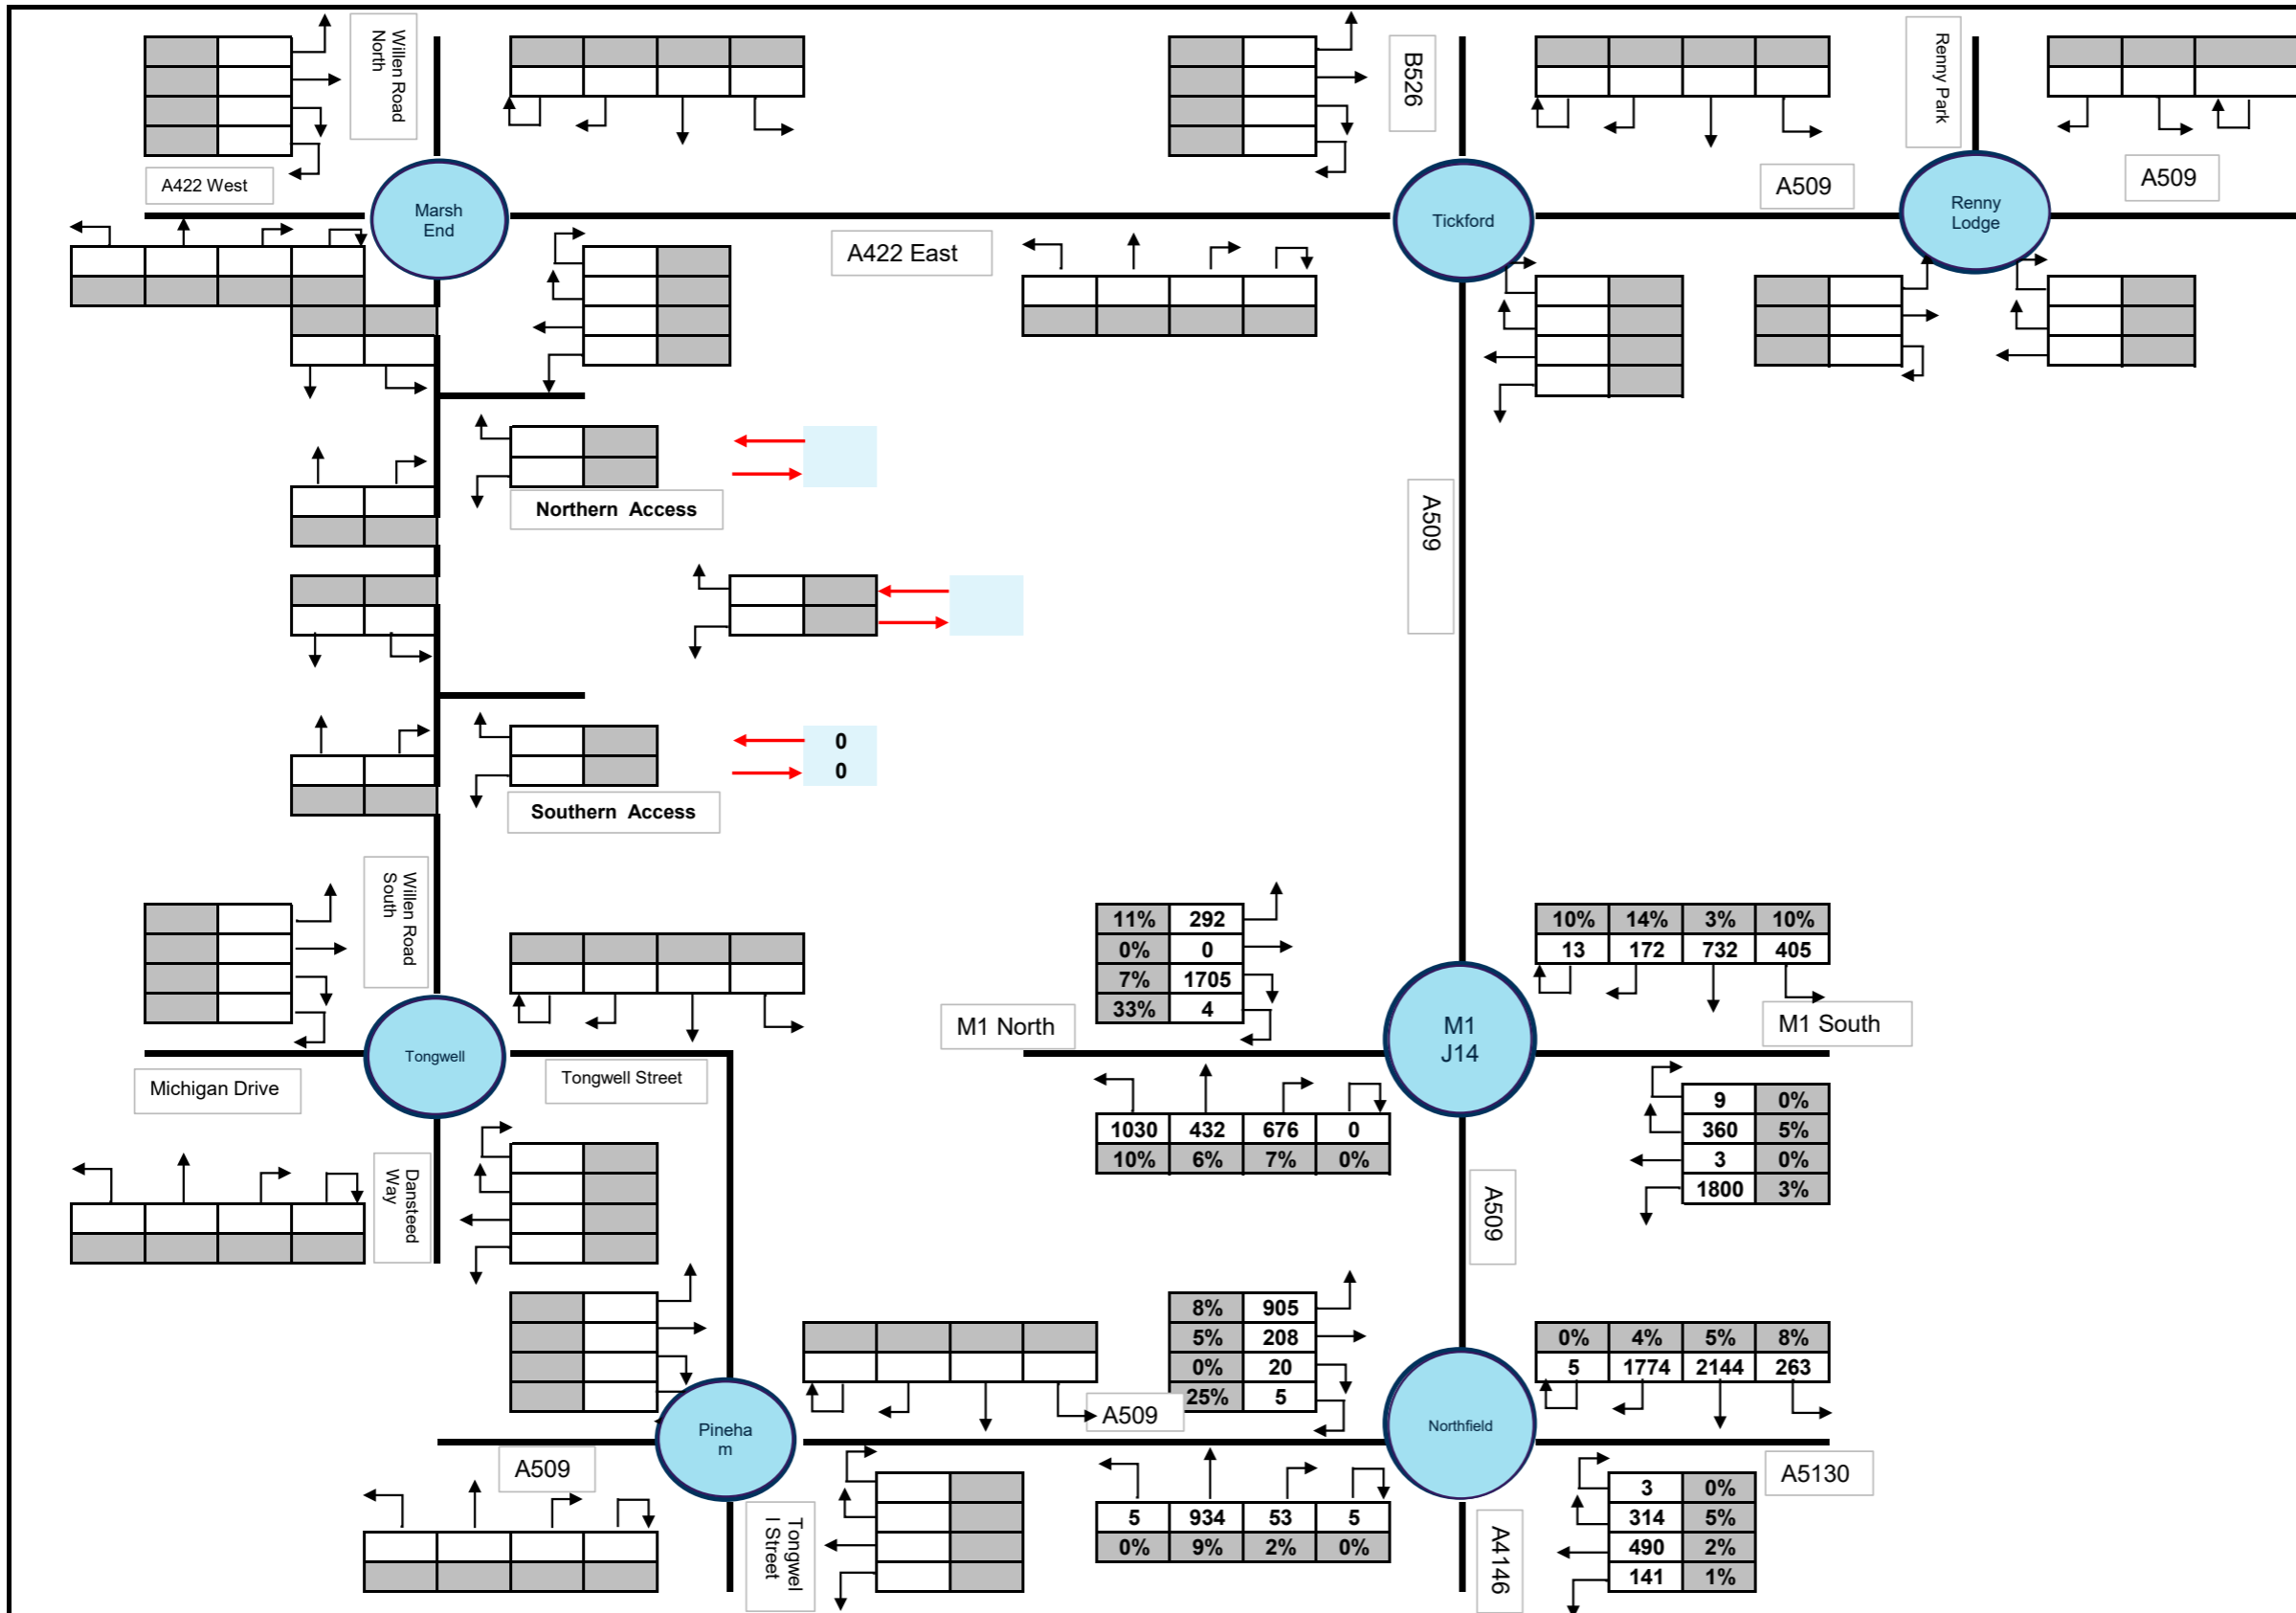 Willen Road
North
B526
Renny Park
A422 West
A509
A509
Marsh
End
Tickford
Renny
Lodge
A422 East
Northern Access
A509
0
0
Southern Access
Willen Road
South
11% 292
0% 0
7% 1705
33% 4
10% 14% 3% 10%
13 172 732 405
M1 North
M1
J14
M1 South
Tongwell
Michigan Drive
Tongwell Street
1030 432 676 0
10% 6% 7% 0%
9 0%
360 5%
3 0%
1800 3%
Dansteed
Way
A509
8% 905
5% 208
0% 20
25% 5
0% 4% 5% 8%
5 1774 2144 263
A509
Pineha
m
Northfield
A509
A5130
5 934 53 5
0% 9% 2% 0%
3 0%
314 5%
490 2%
141 1%
Tongwel
l Street
A4146